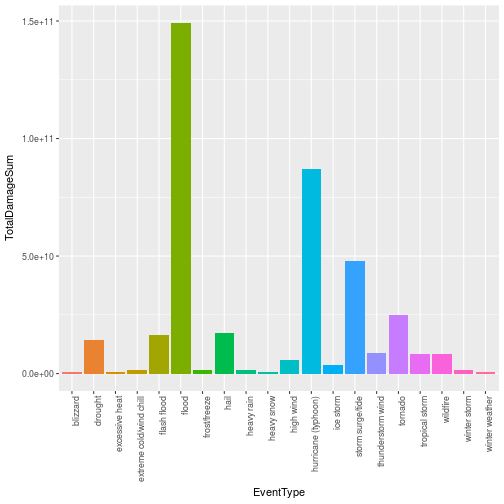 TotalDamageSum
1.5e+11
1.0e+11
5.0e+10
0.0e+00
blizzard
drought
excessive heat
extreme cold/wind chill
flash flood
flood
frost/freeze
hail
heavy rain
heavy snow
high wind
hurricane (typhoon)
ice storm
storm surge/tide
thunderstorm wind
tornado
tropical storm
wildfire
winter storm
winter weather
EventType